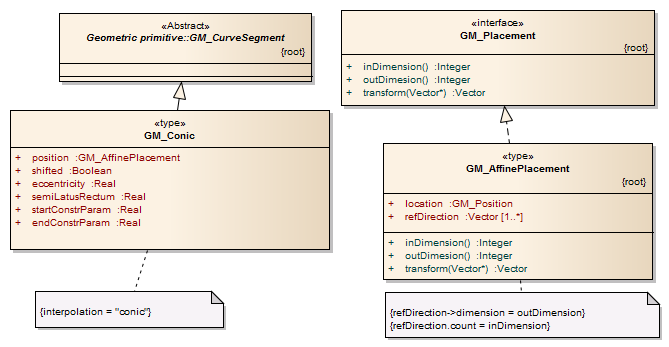 «Abstract»
Geometric primitive::GM_CurveSegment
{root}
«type»
GM_Conic
+ position :GM_AffinePlacement
+ shifted :Boolean
+ eccentricity :Real
+ semiLatusRectum :Real
+ startConstrParam :Real
+ endConstrParam :Real
{interpolation = "conic"}
«interface»
GM_Placement
{root}
+ inDimension() :Integer
+ outDimesion() :Integer
+ transform(Vector*) :Vector
«type»
GM_AffinePlacement
{root}
+ location :GM_Position
+ refDirection :Vector [1..*]
+ inDimension() :Integer
+ outDimesion() :Integer
+ transform(Vector*) :Vector
{refDirection->dimension = outDimension}
{refDirection.count = inDimension}